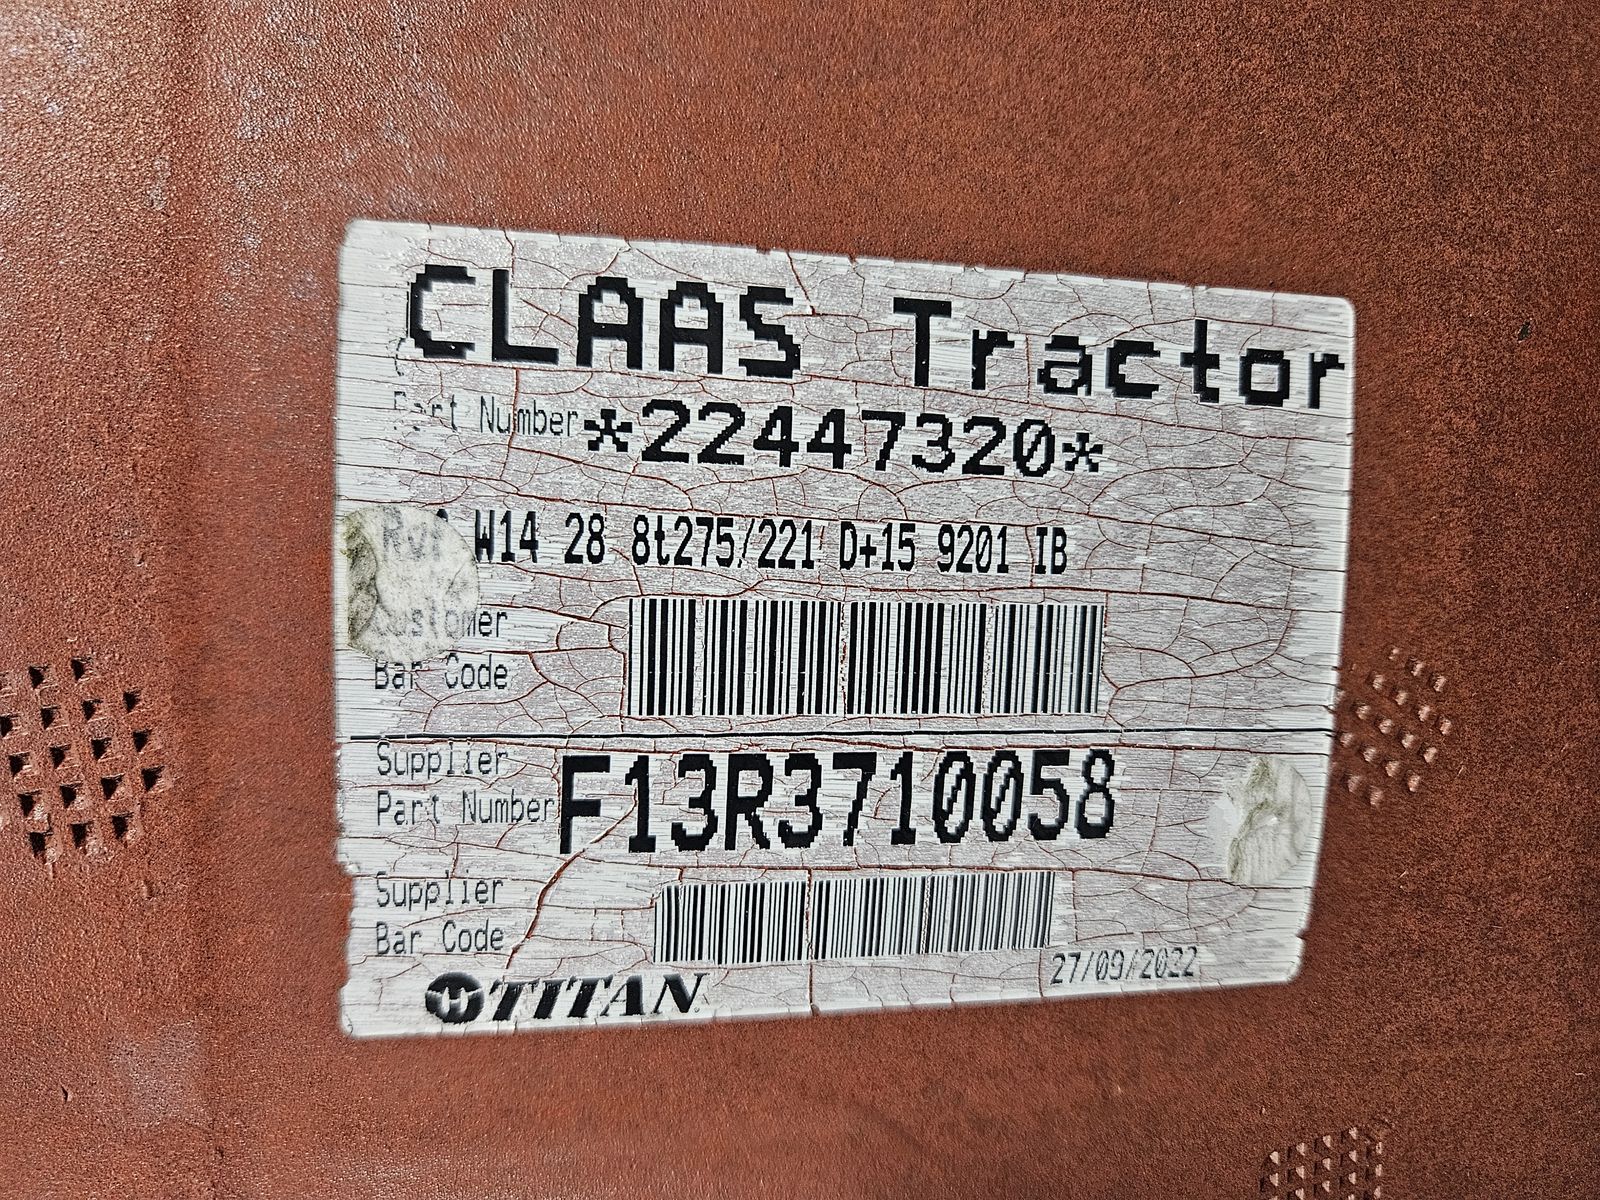 CLAAS Tractor
Part Number *22447320*
W14 28 8t275/221 D+15 9201 IB
Customer
Bar Code
Supplier
Part Number F13R3710058
Supplier
Bar Code
27/09/2022
TITAN